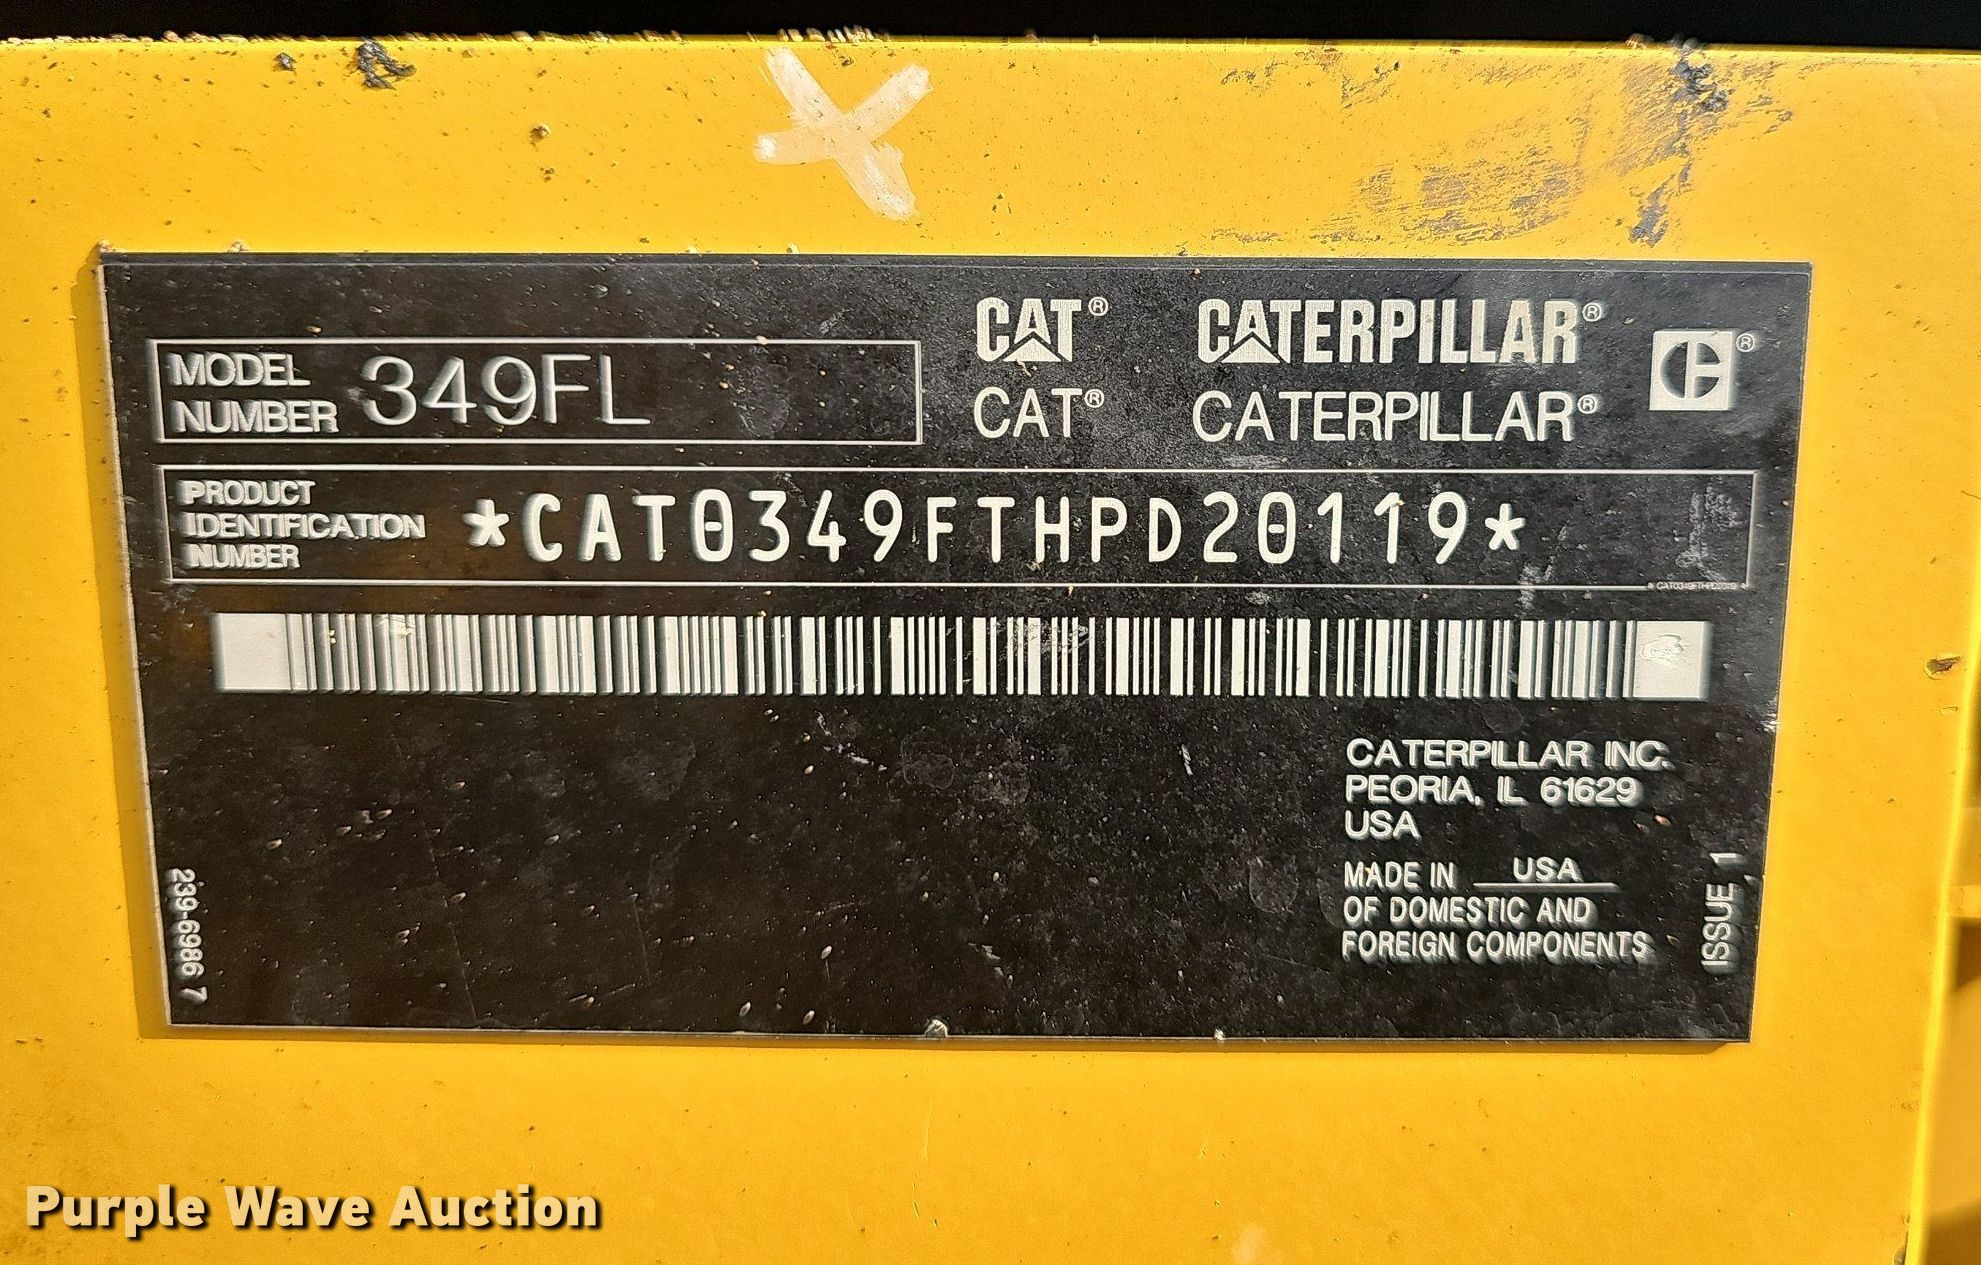 CAT® CATERPILLAR®
MODEL NUMBER 349FL
CAT® CATERPILLAR®
PRODUCT IDENTIFICATION NUMBER *CAT0349FTHPD20119*
CATERPILLAR INC.
PEORIA, IL 61629
USA
MADE IN USA
OF DOMESTIC AND
FOREIGN COMPONENTS
ISSUE 1
239-6986 7
Purple Wave Auction